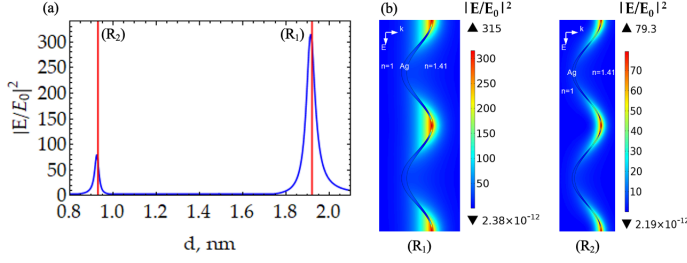 (a)
(R₂)
(R₁)
|E/E₀|²
300
250
200
150
100
50
0
0.8 1.0 1.2 1.4 1.6 1.8 2.0
d, nm
(b)
|E/E₀|²
▲ 315
k
E
n=1 Ag n=1.41
300
250
200
150
100
50
▼ 2.38×10⁻¹²
(R₁)
|E/E₀|²
▲ 79.3
k
E
Ag n=1.41
n=1
70
60
50
40
30
20
10
▼ 2.19×10⁻¹²
(R₂)